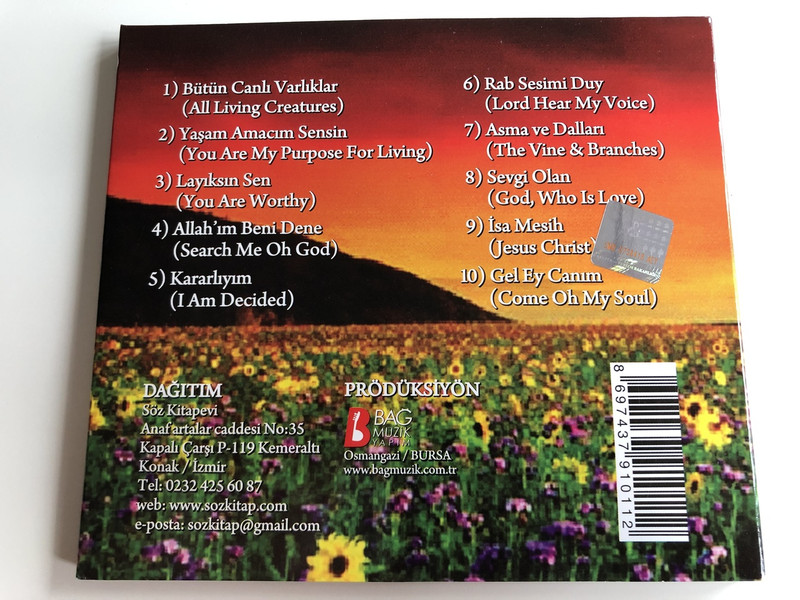 1) Bütün Canlı Varlıklar
(All Living Creatures)
2) Yaşam Amacım Sensin
(You Are My Purpose For Living)
3) Layıksın Sen
(You Are Worthy)
4) Allah'ım Beni Dene
(Search Me Oh God)
5) Kararlıyım
(I Am Decided)
6) Rab Sesimi Duy
(Lord Hear My Voice)
7) Asma ve Dalları
(The Vine & Branches)
8) Sevgi Olan
(God, Who Is Love)
9) İsa Mesih
(Jesus Christ)
10) Gel Ey Canım
(Come Oh My Soul)
DAĞITIM
Söz Kitapevi
Anafartalar caddesi No:35
Kapalı Çarşı P-119 Kemeraltı
Konak / İzmir
Tel: 0232 425 60 87
web: www.sozkitap.com
e-posta: sozkitap@gmail.com
PRÖDÜKSİYÖN
BAG
MUZIK
YAPIM
Osmangazi / BURSA
www.bagmuzik.com.tr
8 697437 910112